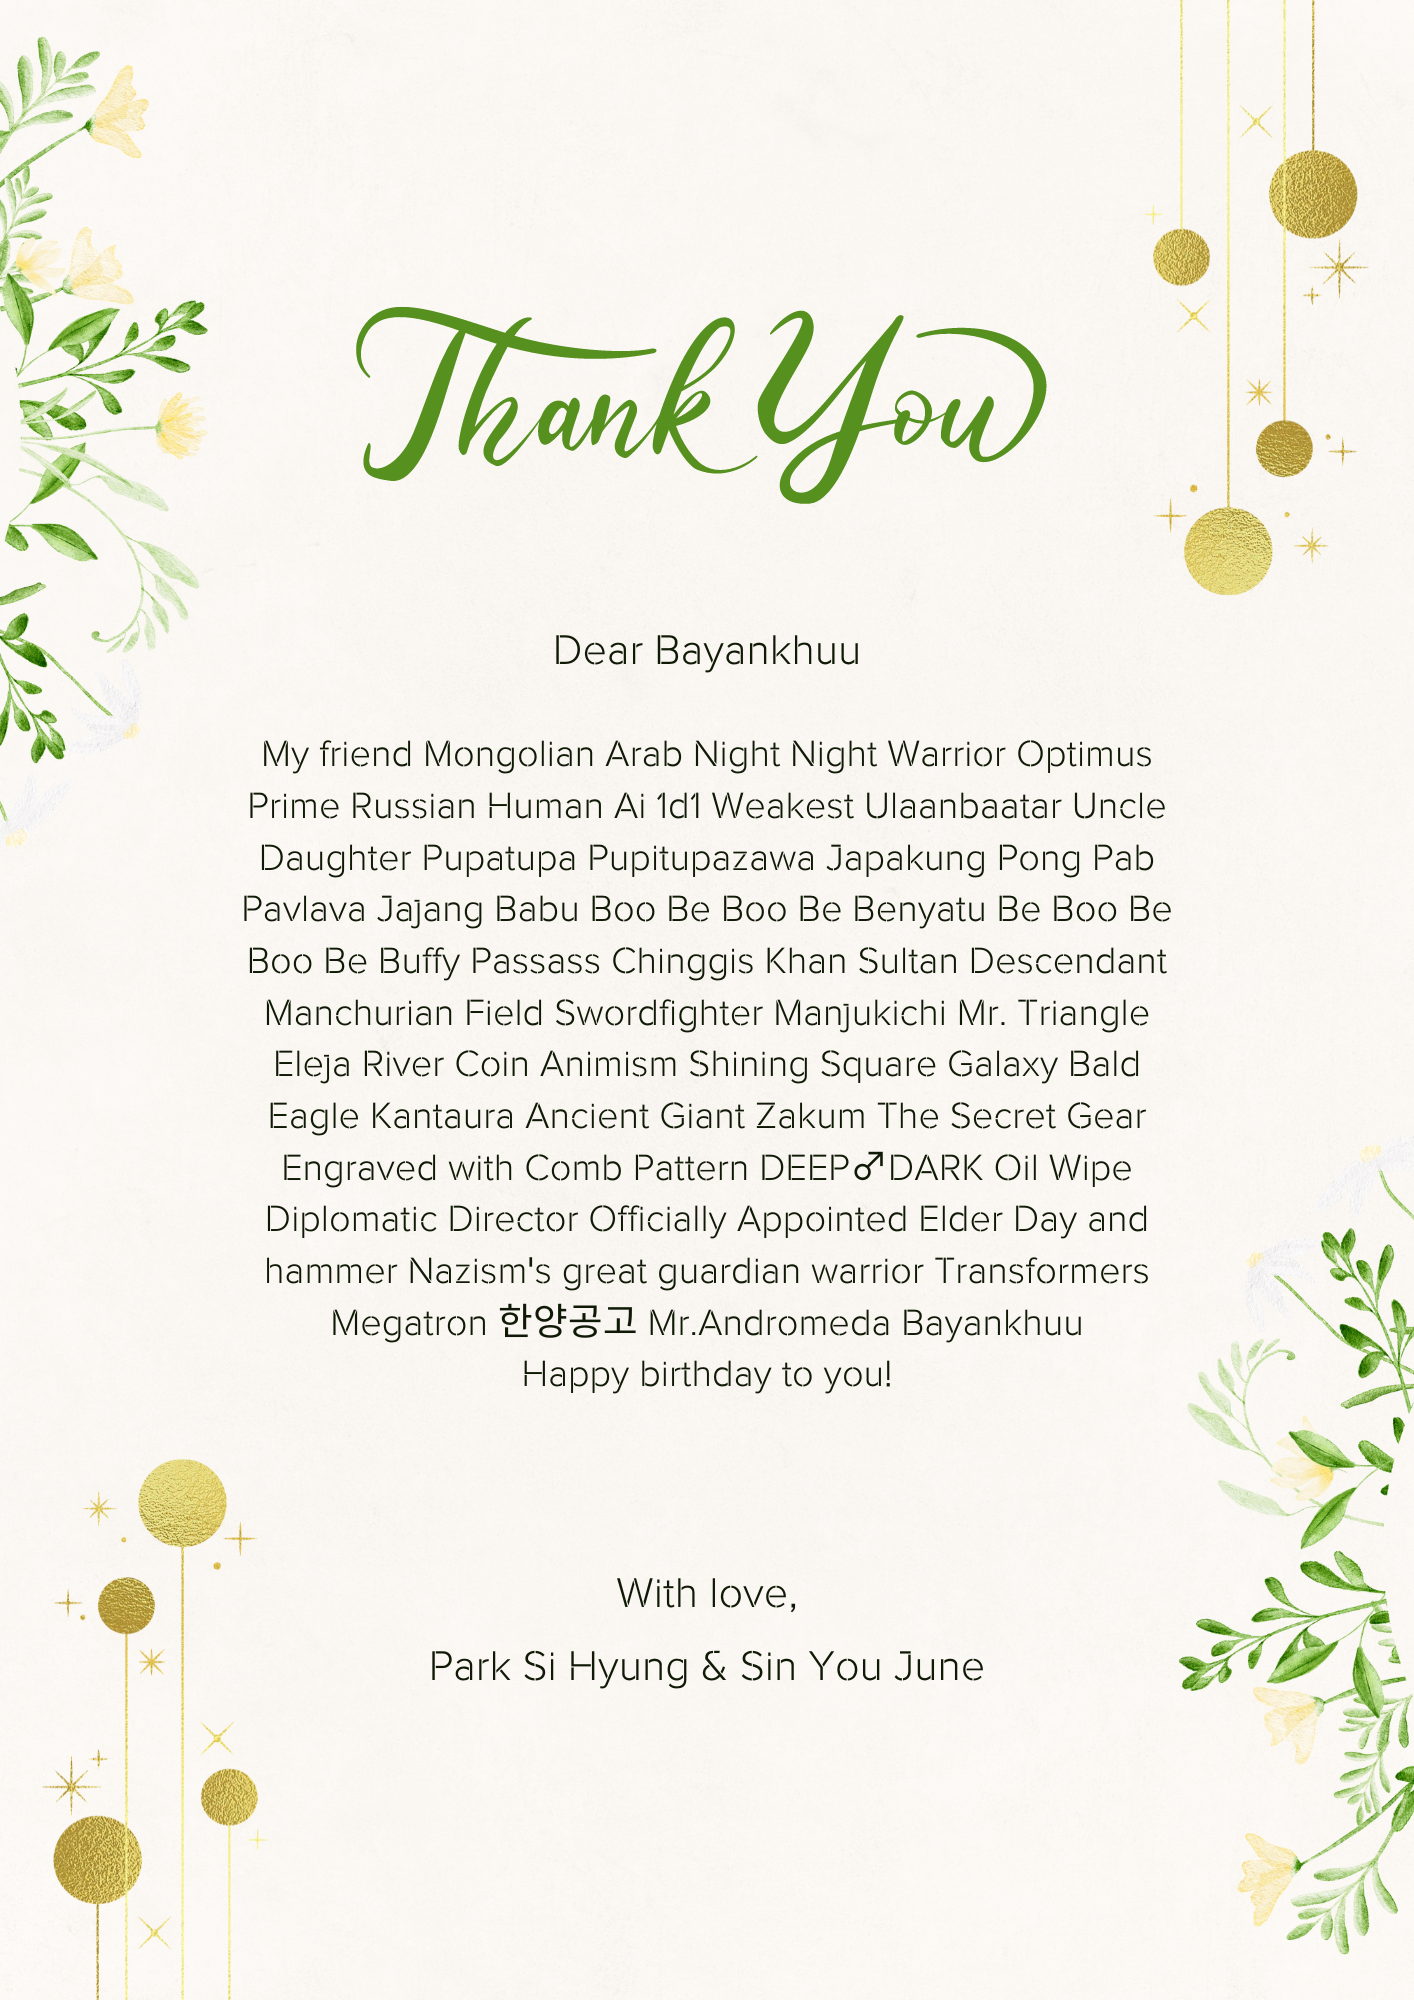 Thank You
Dear Bayankhuu
My friend Mongolian Arab Night Night Warrior Optimus
Prime Russian Human Ai 1d1 Weakest Ulaanbaatar Uncle
Daughter Pupatupa Pupitupazawa Japakung Pong Pab
Pavlava Jajang Babu Boo Be Boo Be Benyatu Be Boo Be
Boo Be Buffy Passass Chinggis Khan Sultan Descendant
Manchurian Field Swordfighter Manjukichi Mr. Triangle
Eleja River Coin Animism Shining Square Galaxy Bald
Eagle Kantaura Ancient Giant Zakum The Secret Gear
Engraved with Comb Pattern DEEP♂DARK Oil Wipe
Diplomatic Director Officially Appointed Elder Day and
hammer Nazism's great guardian warrior Transformers
Megatron 한양공고 Mr.Andromeda Bayankhuu
Happy birthday to you!
With love,
Park Si Hyung & Sin You June